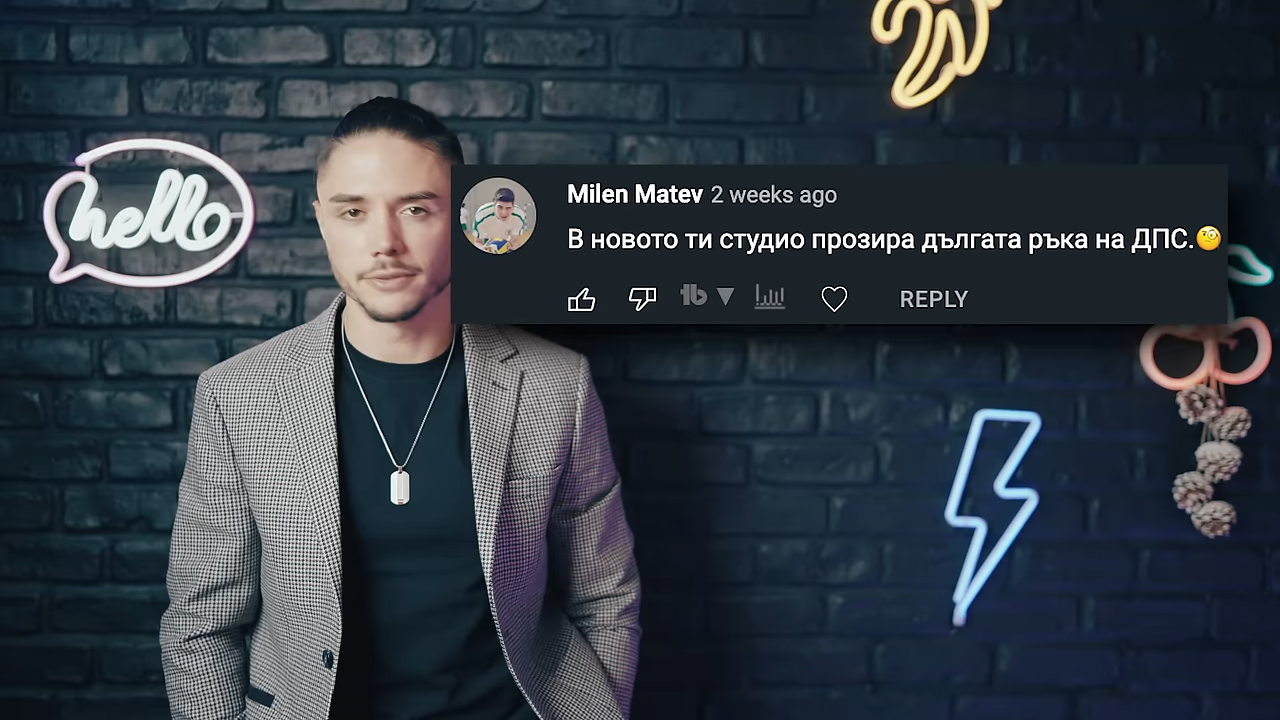 hello
Milen Matev 2 weeks ago
В новото ти студио прозира дългата ръка на ДПС.🧐
REPLY